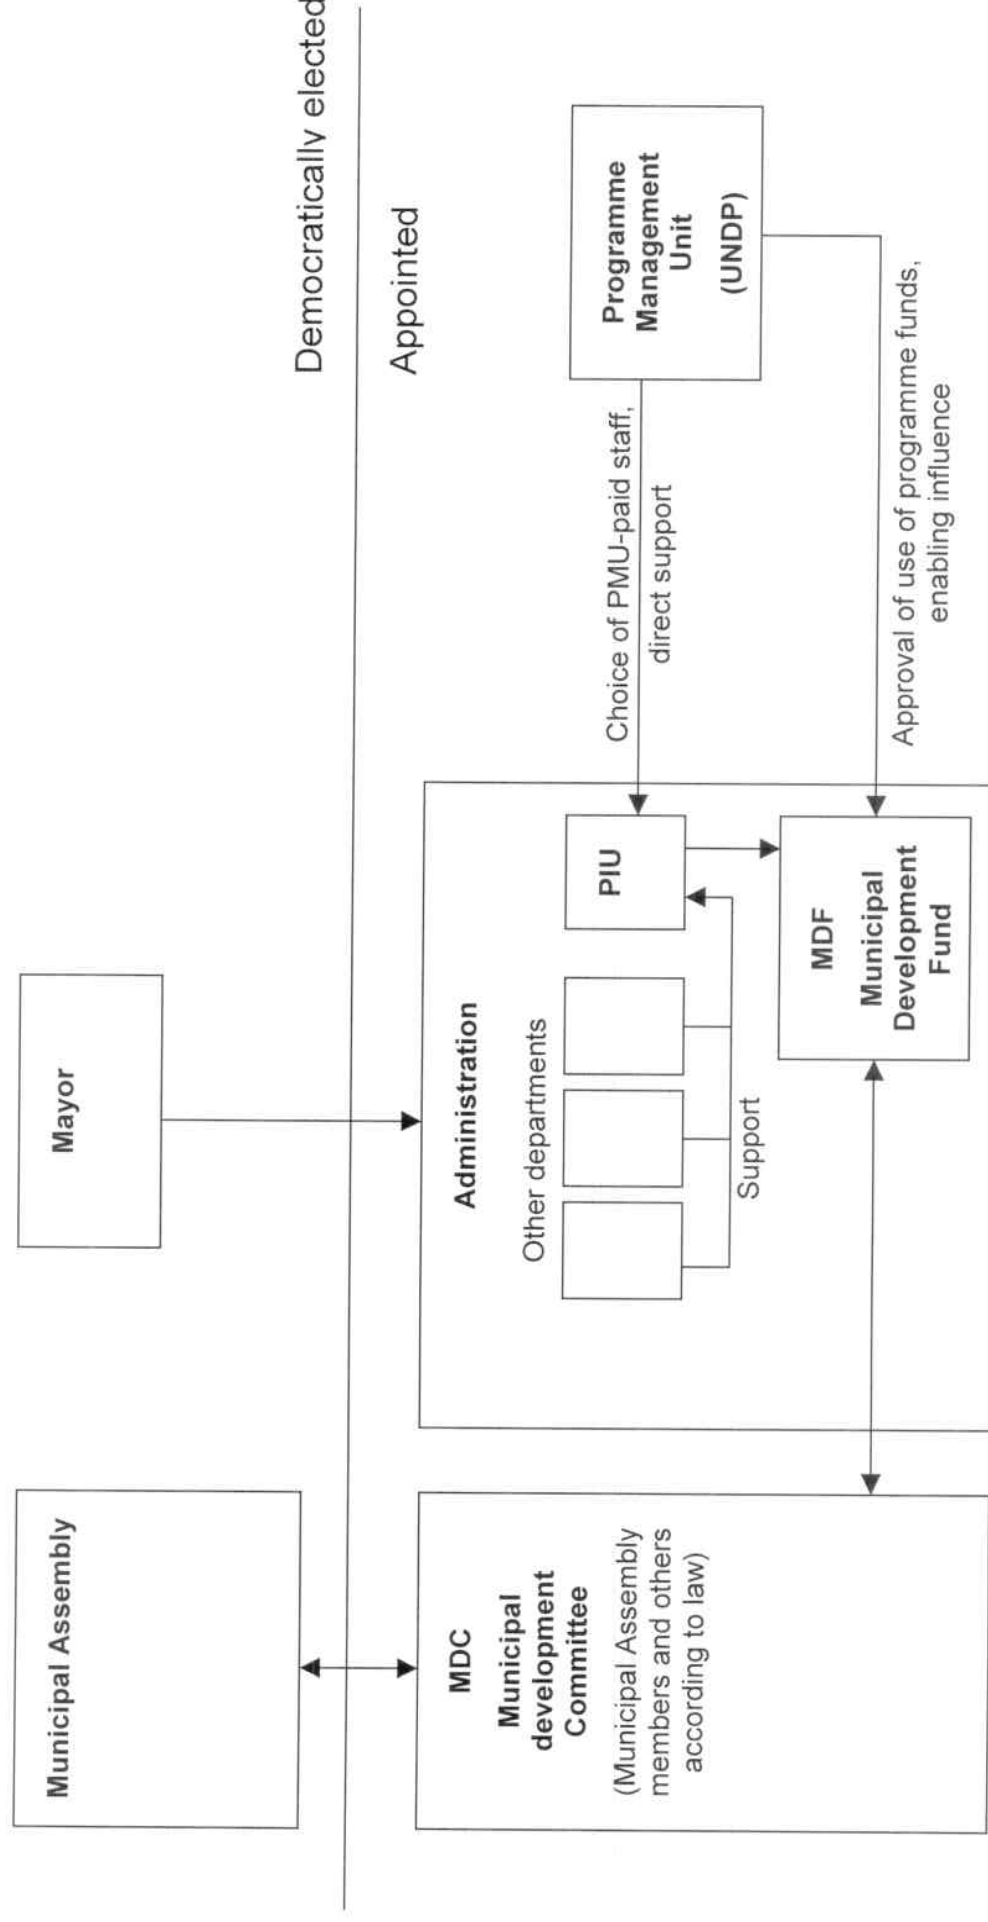 Democratically elected
Appointed
Municipal Assembly
Mayor
MDC
Municipal
development
Committee
(Municipal Assembly
members and others
according to law)
Administration
Other departments
Support
PIU
MDF
Municipal
Development
Fund
Choice of PMU-paid staff,
direct support
Programme
Management
Unit
(UNDP)
Approval of use of programme funds,
enabling influence